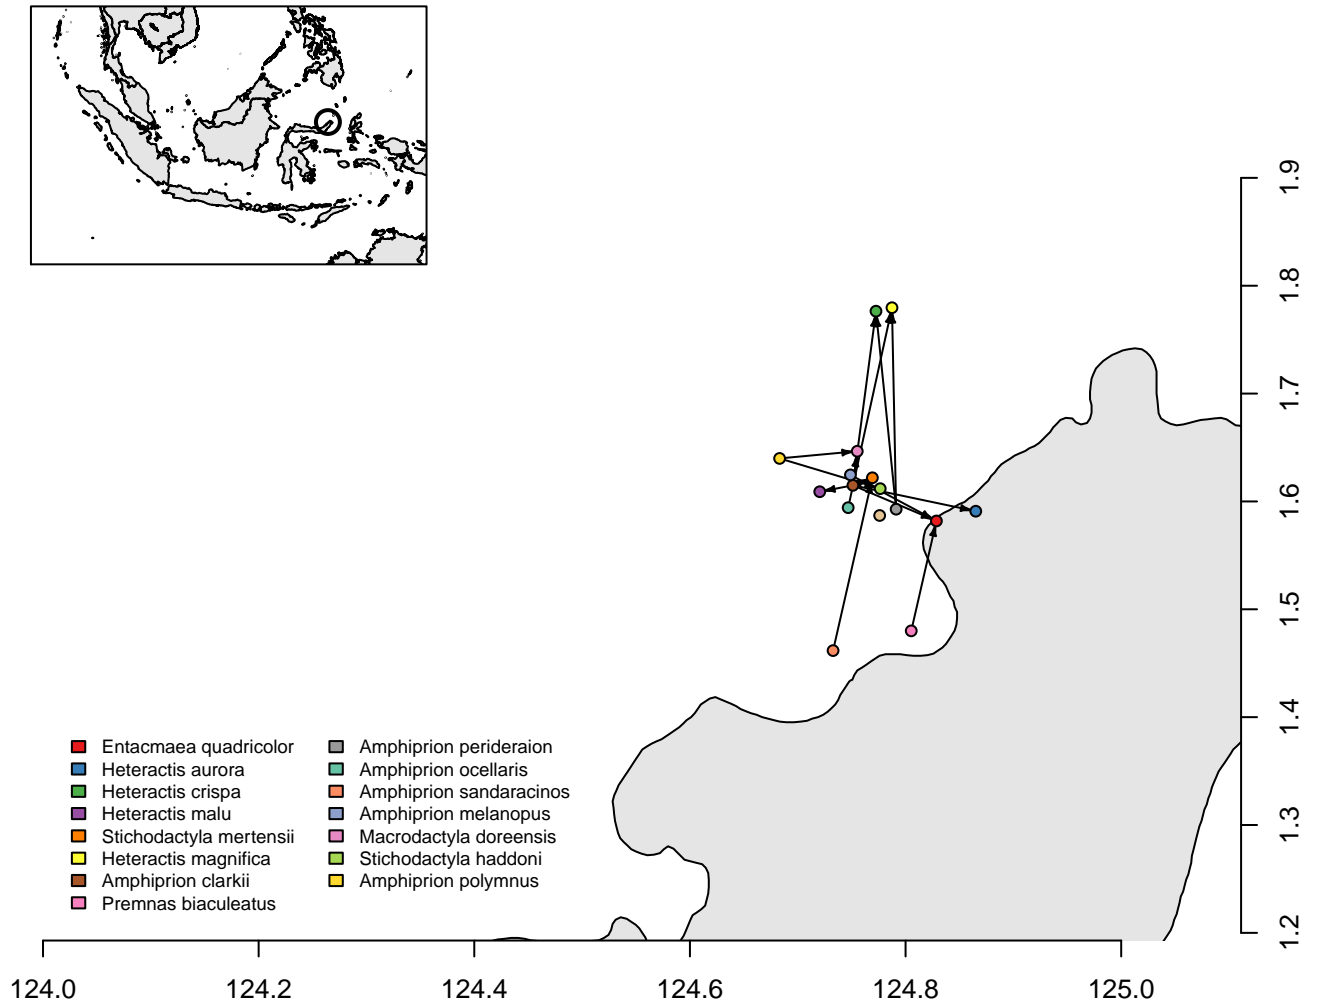 1.9
1.8
1.7
1.6
1.5
1.4
1.3
1.2
Entacmaea quadricolor
Heteractis aurora
Heteractis crispa
Heteractis malu
Stichodactyla mertensii
Heteractis magnifica
Amphiprion clarkii
Premnas biaculeatus
Amphiprion perideraion
Amphiprion ocellaris
Amphiprion sandaracinos
Amphiprion melanopus
Macrodactyla doreensis
Stichodactyla haddoni
Amphiprion polymnus
124.0 124.2 124.4 124.6 124.8 125.0